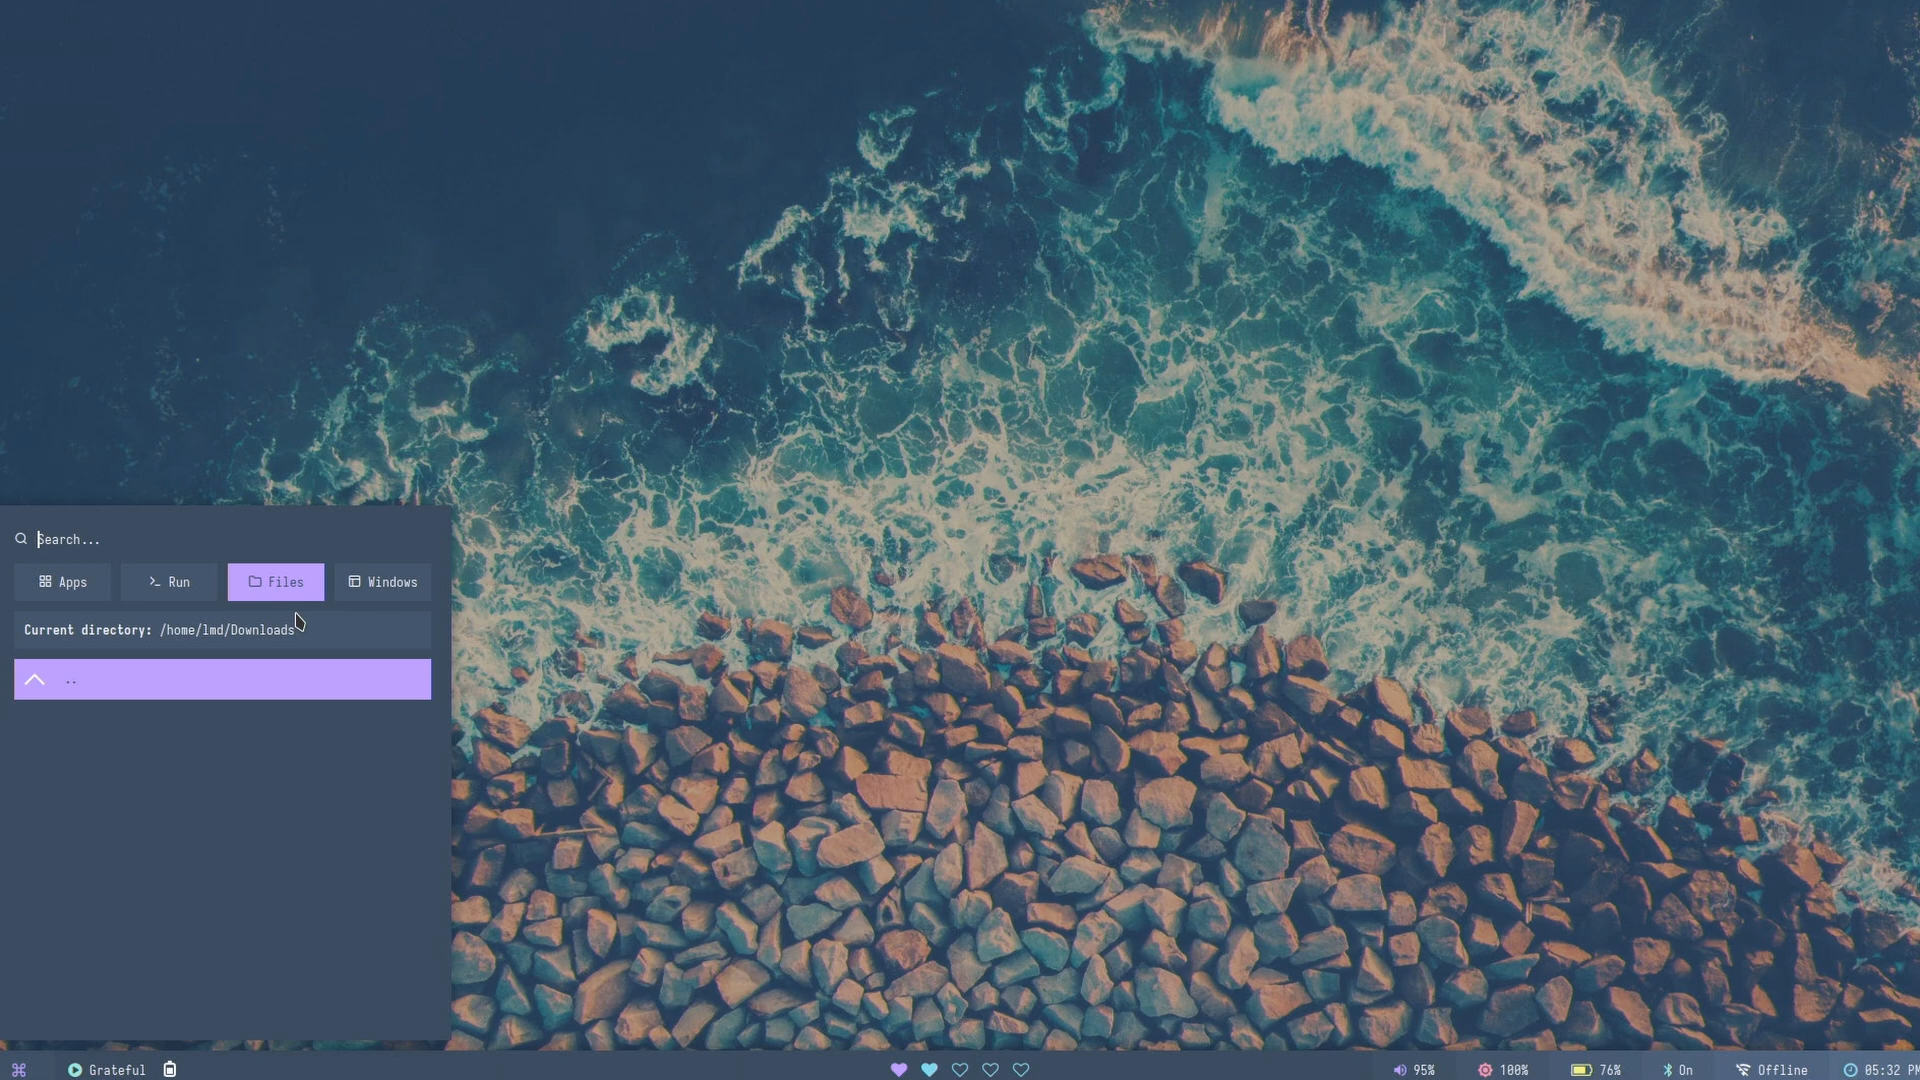 Search...
Apps Run Files Windows
Current directory: /home/lmd/Downloads
..
Grateful 95% 100% 76% On Offline 05:32 PM